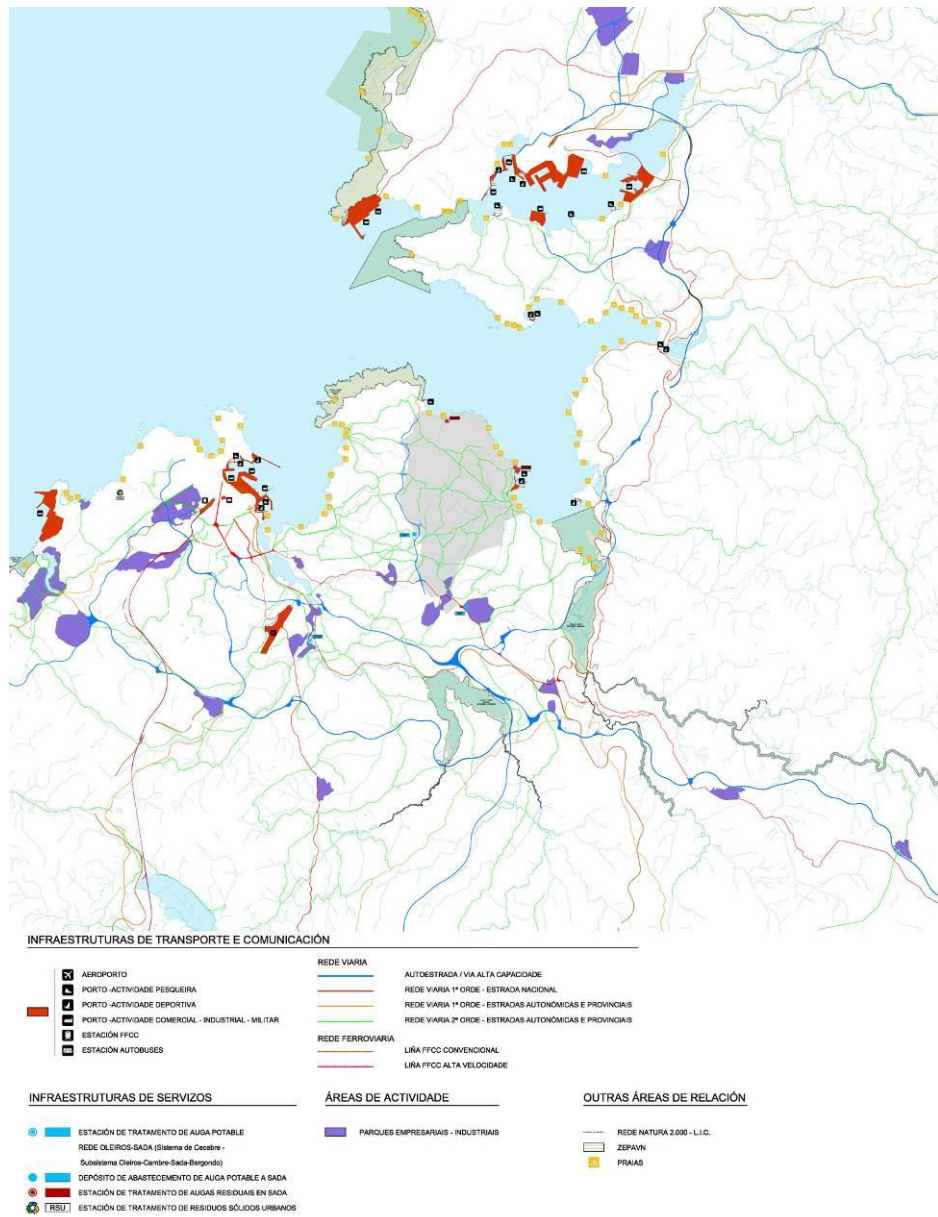 INFRAESTRUTURAS DE TRANSPORTE E COMUNICACIÓN
AEROPORTO
PORTO -ACTIVIDADE PESQUEIRA
PORTO -ACTIVIDADE DEPORTIVA
PORTO -ACTIVIDADE COMERCIAL - INDUSTRIAL - MILITAR
ESTACIÓN FFCC
ESTACIÓN AUTOBUSES
REDE VIARIA
AUTOESTRADA / VIA ALTA CAPACIDADE
REDE VIARIA 1º ORDE - ESTRADA NACIONAL
REDE VIARIA 1º ORDE - ESTRADAS AUTONÓMICAS E PROVINCIAIS
REDE VIARIA 2º ORDE - ESTRADAS AUTONÓMICAS E PROVINCIAIS
REDE FERROVIARIA
LIÑA FFCC CONVENCIONAL
LIÑA FFCC ALTA VELOCIDADE
INFRAESTRUTURAS DE SERVIZOS
ESTACIÓN DE TRATAMENTO DE AUGA POTABLE
REDE OLEIROS-SADA (Sistema de Cecebre -
Subsistema Oleiros-Cambre-Sada-Bergondo)
DEPÓSITO DE ABASTECEMENTO DE AUGA POTABLE A SADA
ESTACIÓN DE TRATAMENTO DE AUGAS RESIDUAIS EN SADA
RSU ESTACIÓN DE TRATAMENTO DE RESIDUOS SÓLIDOS URBANOS
ÁREAS DE ACTIVIDADE
PARQUES EMPRESARIAIS - INDUSTRIAIS
OUTRAS ÁREAS DE RELACIÓN
REDE NATURA 2.000 - L.I.C.
ZEPAVN
PRAIAS